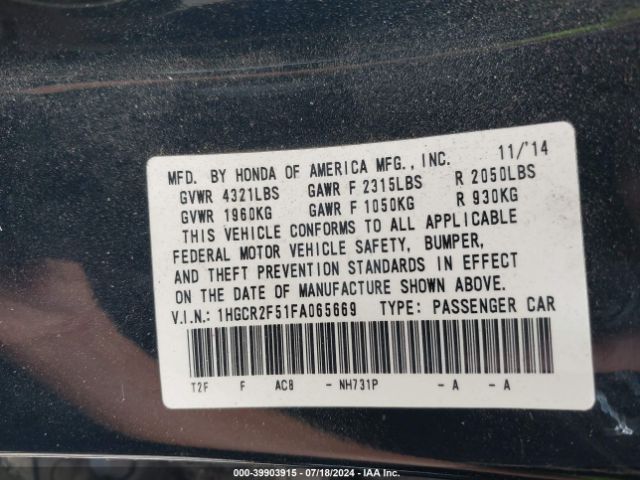 MFD. BY HONDA OF AMERICA MFG., INC. 11/'14
GVWR 4321LBS GAWR F 2315LBS R 2050LBS
GVWR 1960KG GAWR F 1050KG R 930KG
THIS VEHICLE CONFORMS TO ALL APPLICABLE
FEDERAL MOTOR VEHICLE SAFETY, BUMPER,
AND THEFT PREVENTION STANDARDS IN EFFECT
ON THE DATE OF MANUFACTURE SHOWN ABOVE.
V.I.N.: 1HGCR2F51FA065669 TYPE: PASSENGER CAR
T2F F AC8 - NH731P - A - A
000-39903915 - 07/18/2024 - IAA Inc.